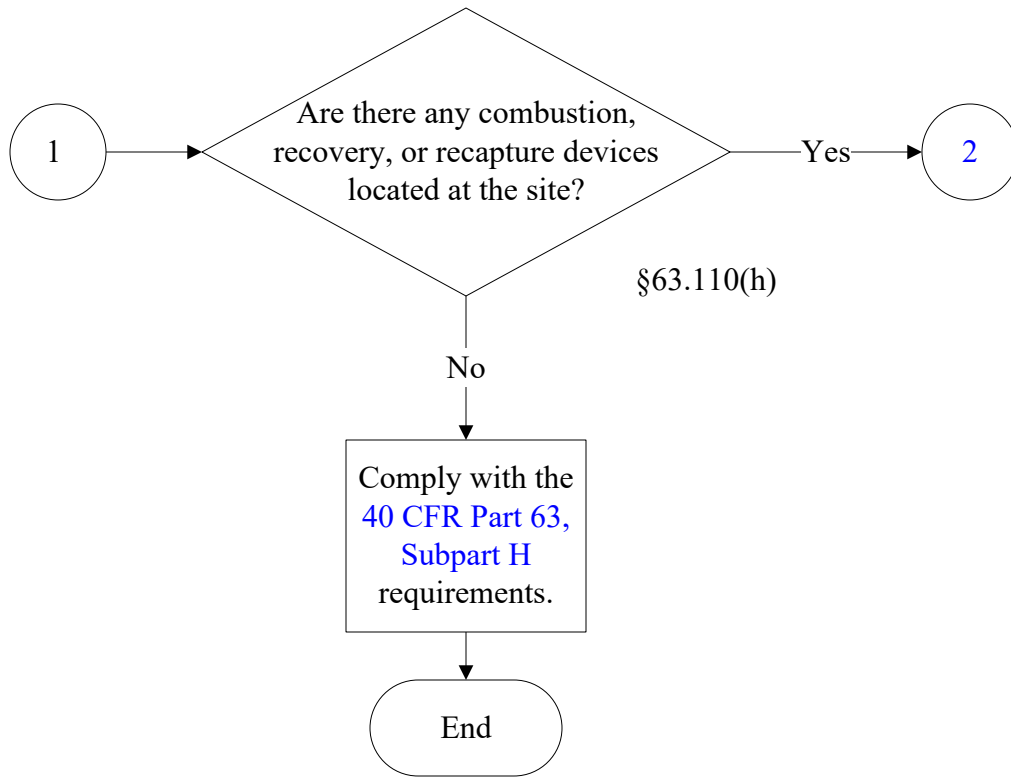 1
Are there any combustion,
recovery, or recapture devices
located at the site?
Yes
2
§63.110(h)
No
Comply with the
40 CFR Part 63,
Subpart H
requirements.
End